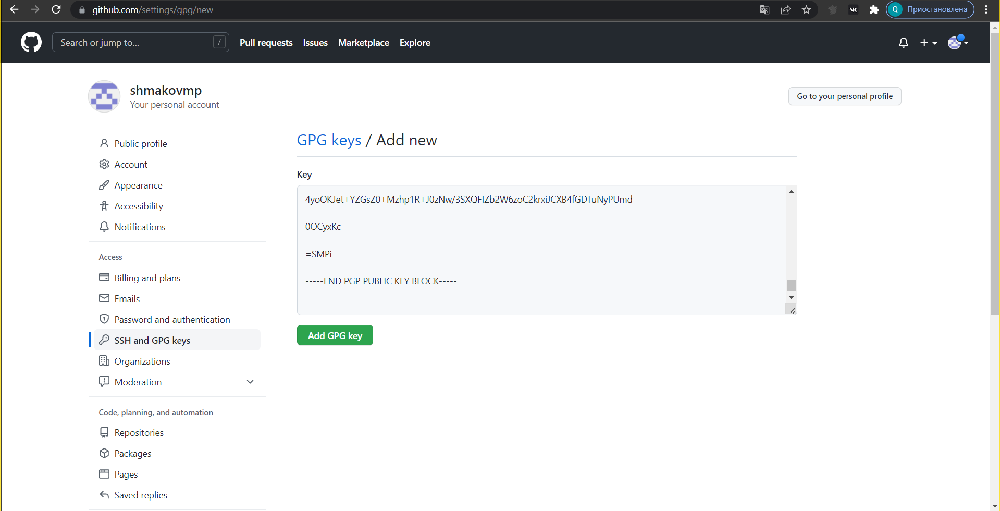 github.com/settings/gpg/new
Q Приостановлена
Search or jump to... /
Pull requests Issues Marketplace Explore
shmakovmp
Your personal account
Go to your personal profile
Public profile
Account
Appearance
Accessibility
Notifications
Access
Billing and plans
Emails
Password and authentication
SSH and GPG keys
Organizations
Moderation
Code, planning, and automation
Repositories
Packages
Pages
Saved replies
GPG keys / Add new
Key
4yoOKJet+YZGsZ0+Mzhp1R+J0zNw/3SXQFIZb2W6zoC2krxiJCXB4fGDTuNyPUmd
0OCyxKc=
=SMPi
-----END PGP PUBLIC KEY BLOCK-----
Add GPG key